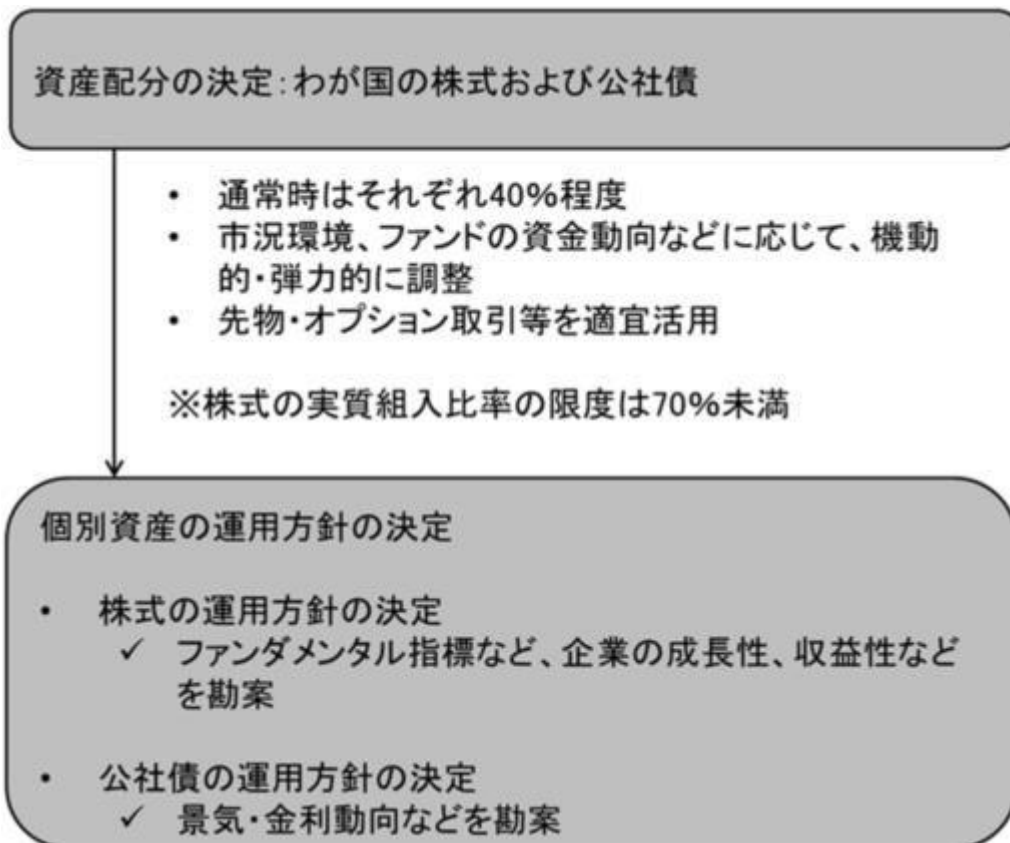 資産配分の決定：わが国の株式および公社債
• 通常時はそれぞれ40%程度
• 市況環境、ファンドの資金動向などに応じて、機動
的・弾力的に調整
• 先物・オプション取引等を適宜活用
※株式の実質組入比率の限度は70%未満
個別資産の運用方針の決定
• 株式の運用方針の決定
✓ ファンダメンタル指標など、企業の成長性、収益性など
を勘案
• 公社債の運用方針の決定
✓ 景気・金利動向などを勘案